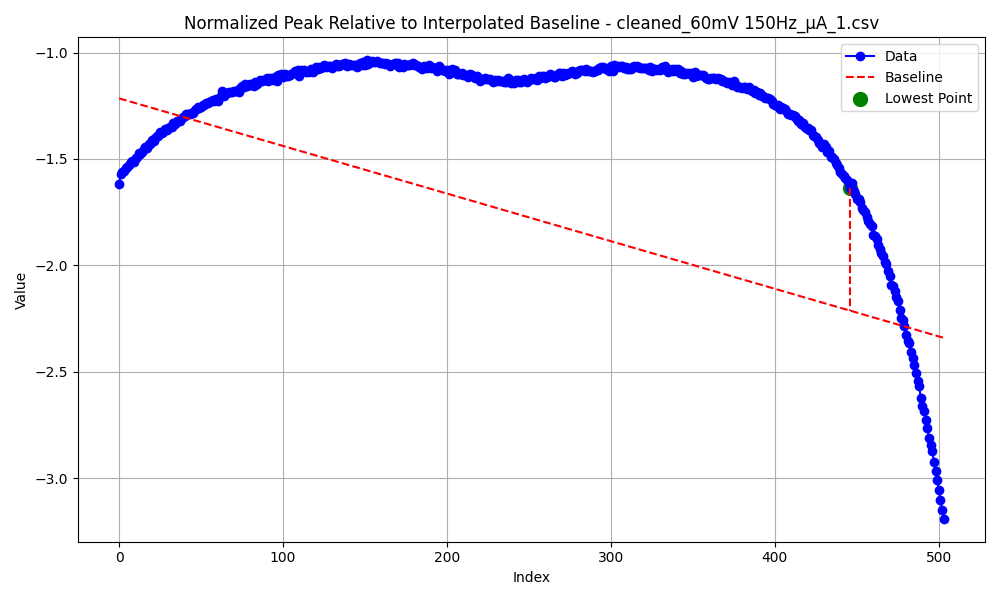 Normalized Peak Relative to Interpolated Baseline - cleaned_60mV 150Hz_μA_1.csv
Data
Baseline
Lowest Point
Value
−1.0
−1.5
−2.0
−2.5
−3.0
0 100 200 300 400 500
Index